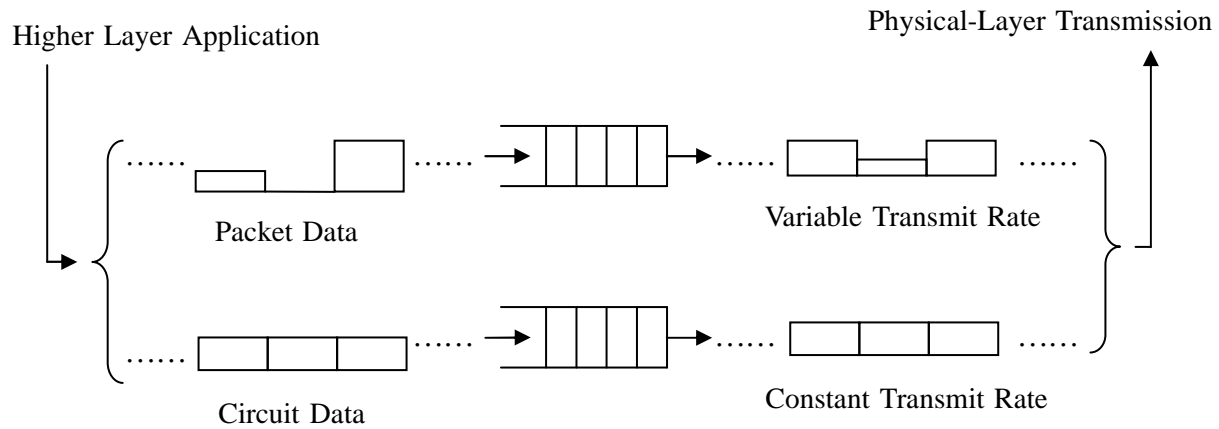 Higher Layer Application
Physical-Layer Transmission
...... ...... ...... ......
Packet Data
Variable Transmit Rate
...... ...... ...... ......
Circuit Data
Constant Transmit Rate